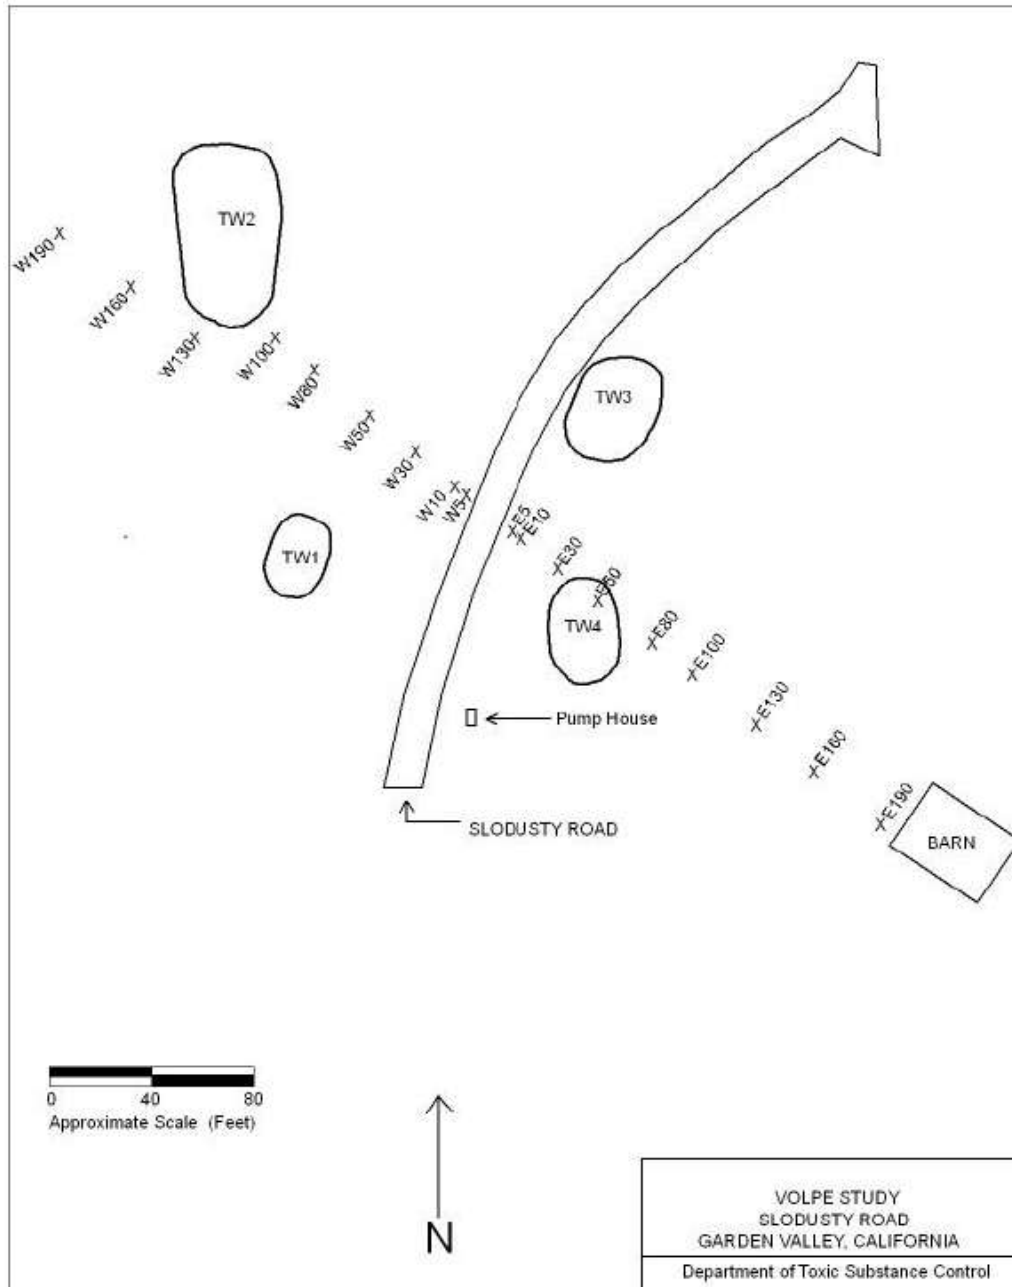 TW2
W190
W160
W130
W100
W80
W50
W30
W10
W5
TW3
TW1
E5
E10
E30
E50
TW4
E80
E100
E130
E160
E190
Pump House
SLODUSTY ROAD
BARN
0 40 80
Approximate Scale (Feet)
N
VOLPE STUDY
SLODUSTY ROAD
GARDEN VALLEY, CALIFORNIA
Department of Toxic Substance Control